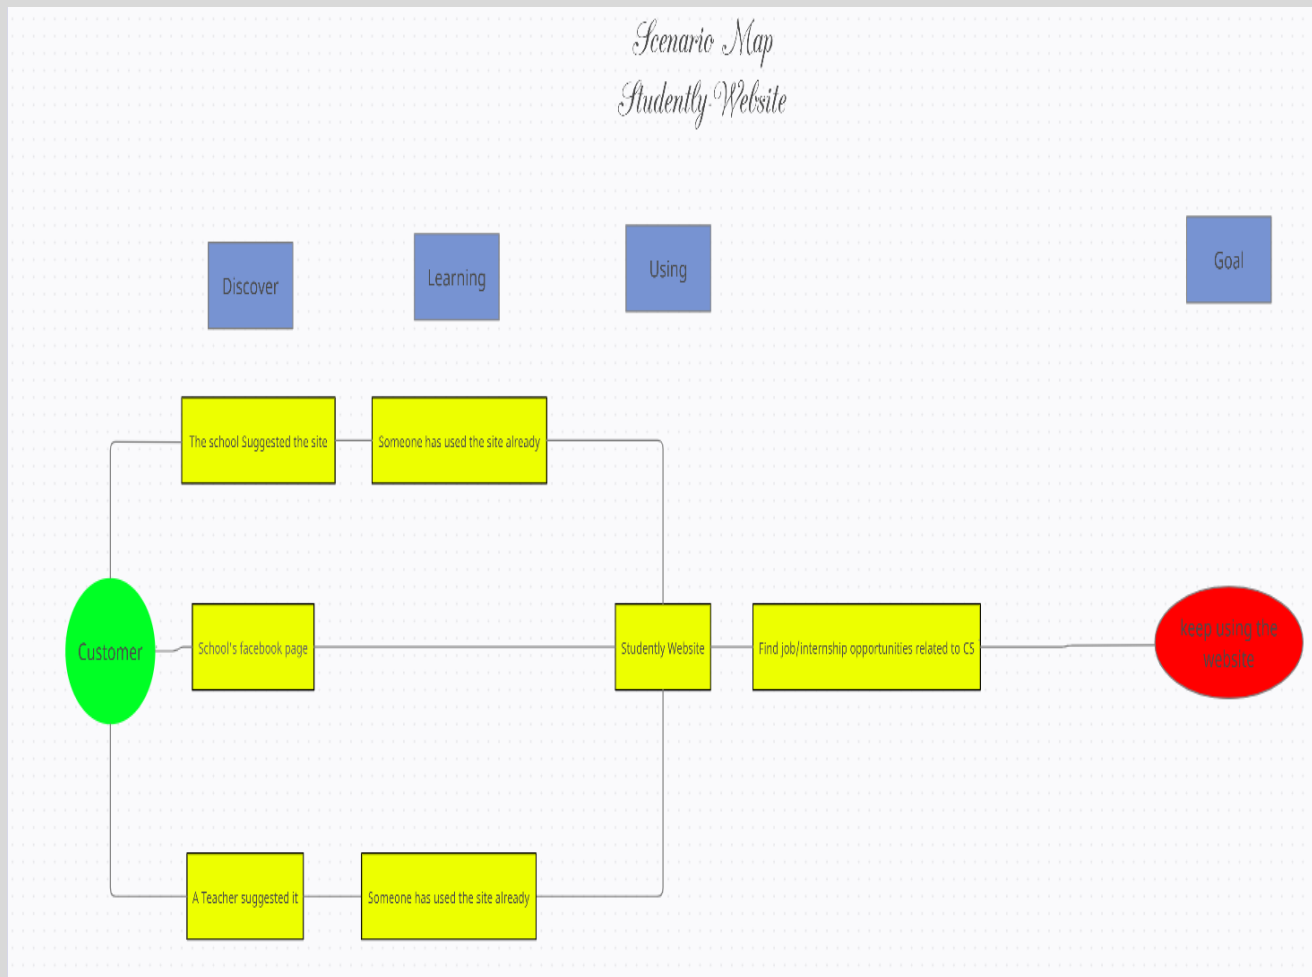 Scenario Map
Studently-Website
Discover
Learning
Using
Goal
The school Suggested the site
Someone has used the site already
Customer
School's facebook page
Studently Website
Find job/internship opportunities related to CS
keep using the
website
A Teacher suggested it
Someone has used the site already